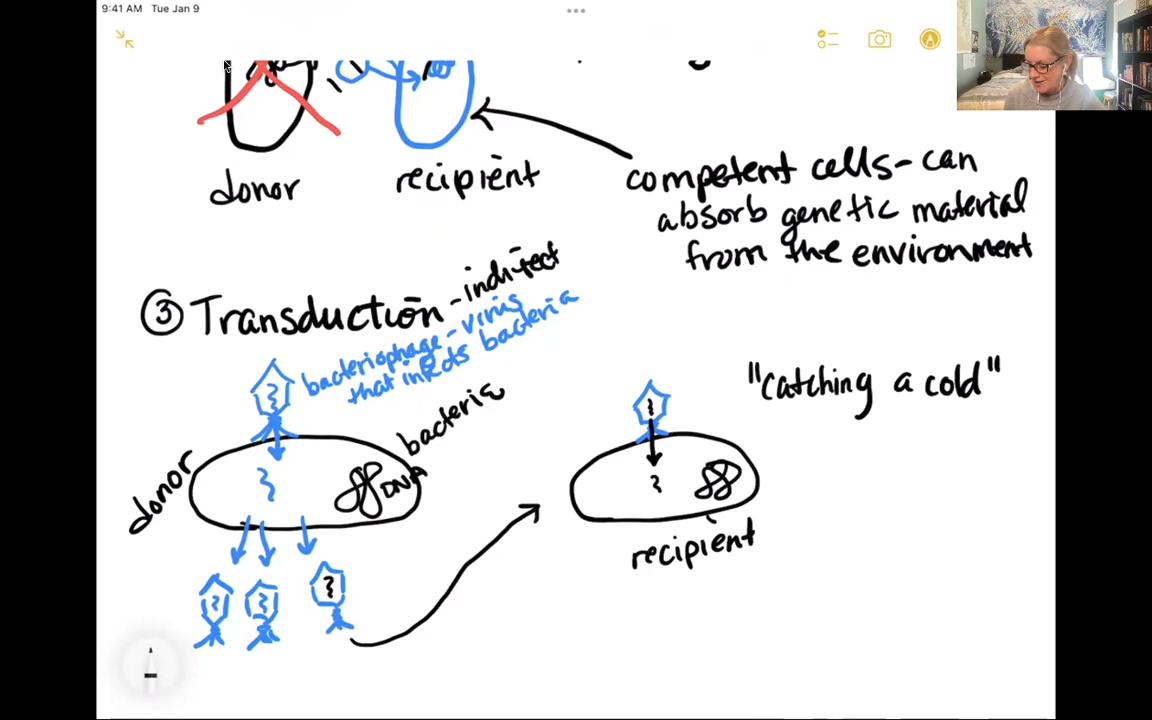 9:41 AM Tue Jan 9
donor
recipient
competent cells - can
absorb genetic material
from the environment
③ Transduction - indirect
bacteriophage - virus
that infects bacteria
"catching a cold"
bacteria
donor
DNA
recipient